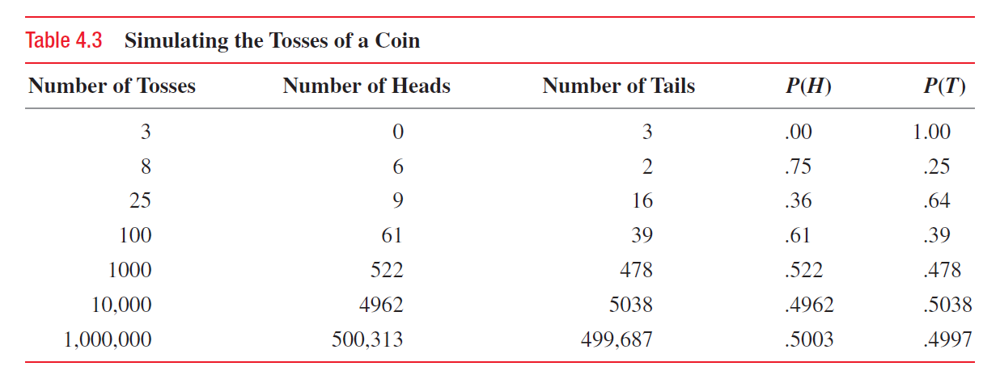 Table 4.3 Simulating the Tosses of a Coin
Number of Tosses Number of Heads Number of Tails P(H) P(T)
3 0 3 .00 1.00
8 6 2 .75 .25
25 9 16 .36 .64
100 61 39 .61 .39
1000 522 478 .522 .478
10,000 4962 5038 .4962 .5038
1,000,000 500,313 499,687 .5003 .4997